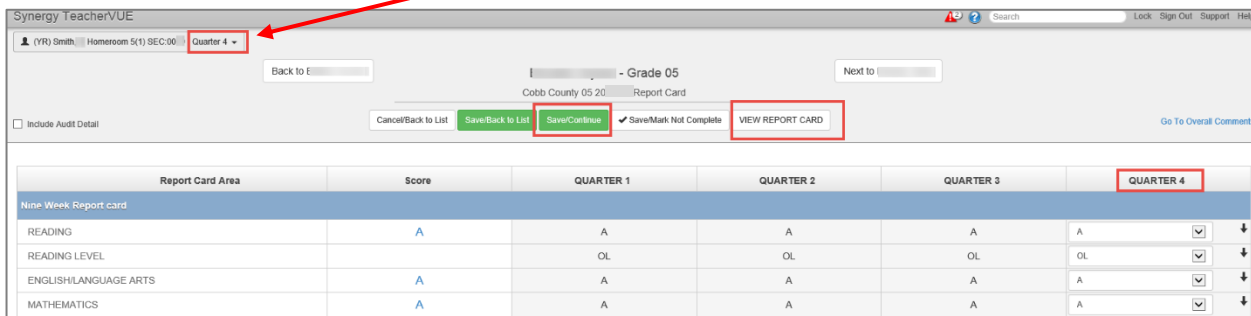 Synergy TeacherVUE Search Lock Sign Out Support Hel
(YR) Smith, Homeroom 5(1) SEC:00 Quarter 4
Back to E - Grade 05 Next to
Cobb County 05 20 Report Card
Include Audit Detail Cancel/Back to List Save/Back to List Save/Continue Save/Mark Not Complete VIEW REPORT CARD Go To Overall Comment
Report Card Area Score QUARTER 1 QUARTER 2 QUARTER 3 QUARTER 4
Nine Week Report card
READING A A A A A
READING LEVEL OL OL OL OL
ENGLISH/LANGUAGE ARTS A A A A A
MATHEMATICS A A A A A